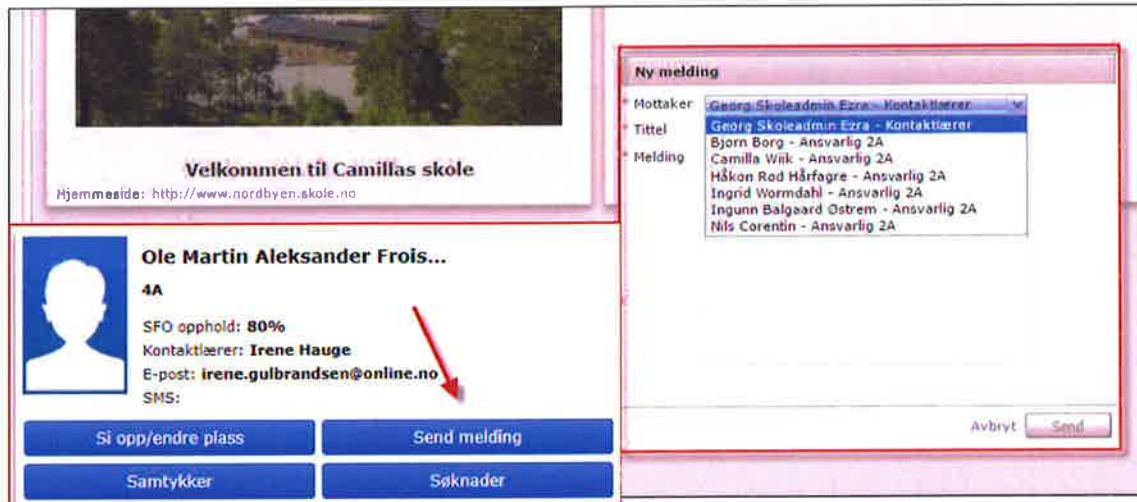 Velkommen til Camillas skole
Hjemmeside: http://www.nordbyen.skole.no
Ole Martin Aleksander Frois...
4A
SFO opphold: 80%
Kontaktlærer: Irene Hauge
E-post: irene.gulbrandsen@online.no
SMS:
Si opp/endre plass
Send melding
Samtykker
Søknader
Ny melding
* Mottaker
Georg Skoleadmin Ezra - Kontaktlærer
* Tittel
Georg Skoleadmin Ezra - Kontaktlærer
Bjørn Borg - Ansvarlig 2A
* Melding
Camilla Wiik - Ansvarlig 2A
Håkon Rød Hårfagre - Ansvarlig 2A
Ingrid Wormdahl - Ansvarlig 2A
Ingunn Balgaard Østrem - Ansvarlig 2A
Nils Corentin - Ansvarlig 2A
Avbryt
Send